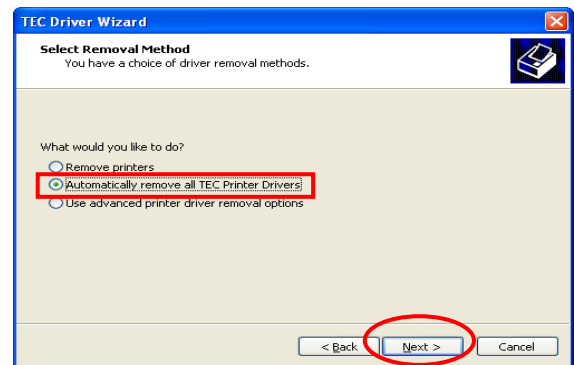 TEC Driver Wizard
Select Removal Method
You have a choice of driver removal methods.
What would you like to do?
Remove printers
Automatically remove all TEC Printer Drivers
Use advanced printer driver removal options
< Back
Next >
Cancel